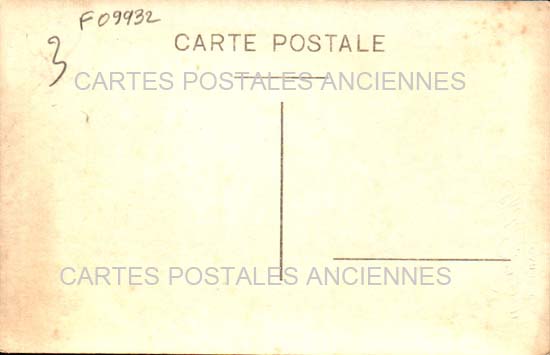 F09932
3
CARTE POSTALE
CARTES POSTALES ANCIENNES
CARTES POSTALES ANCIENNES